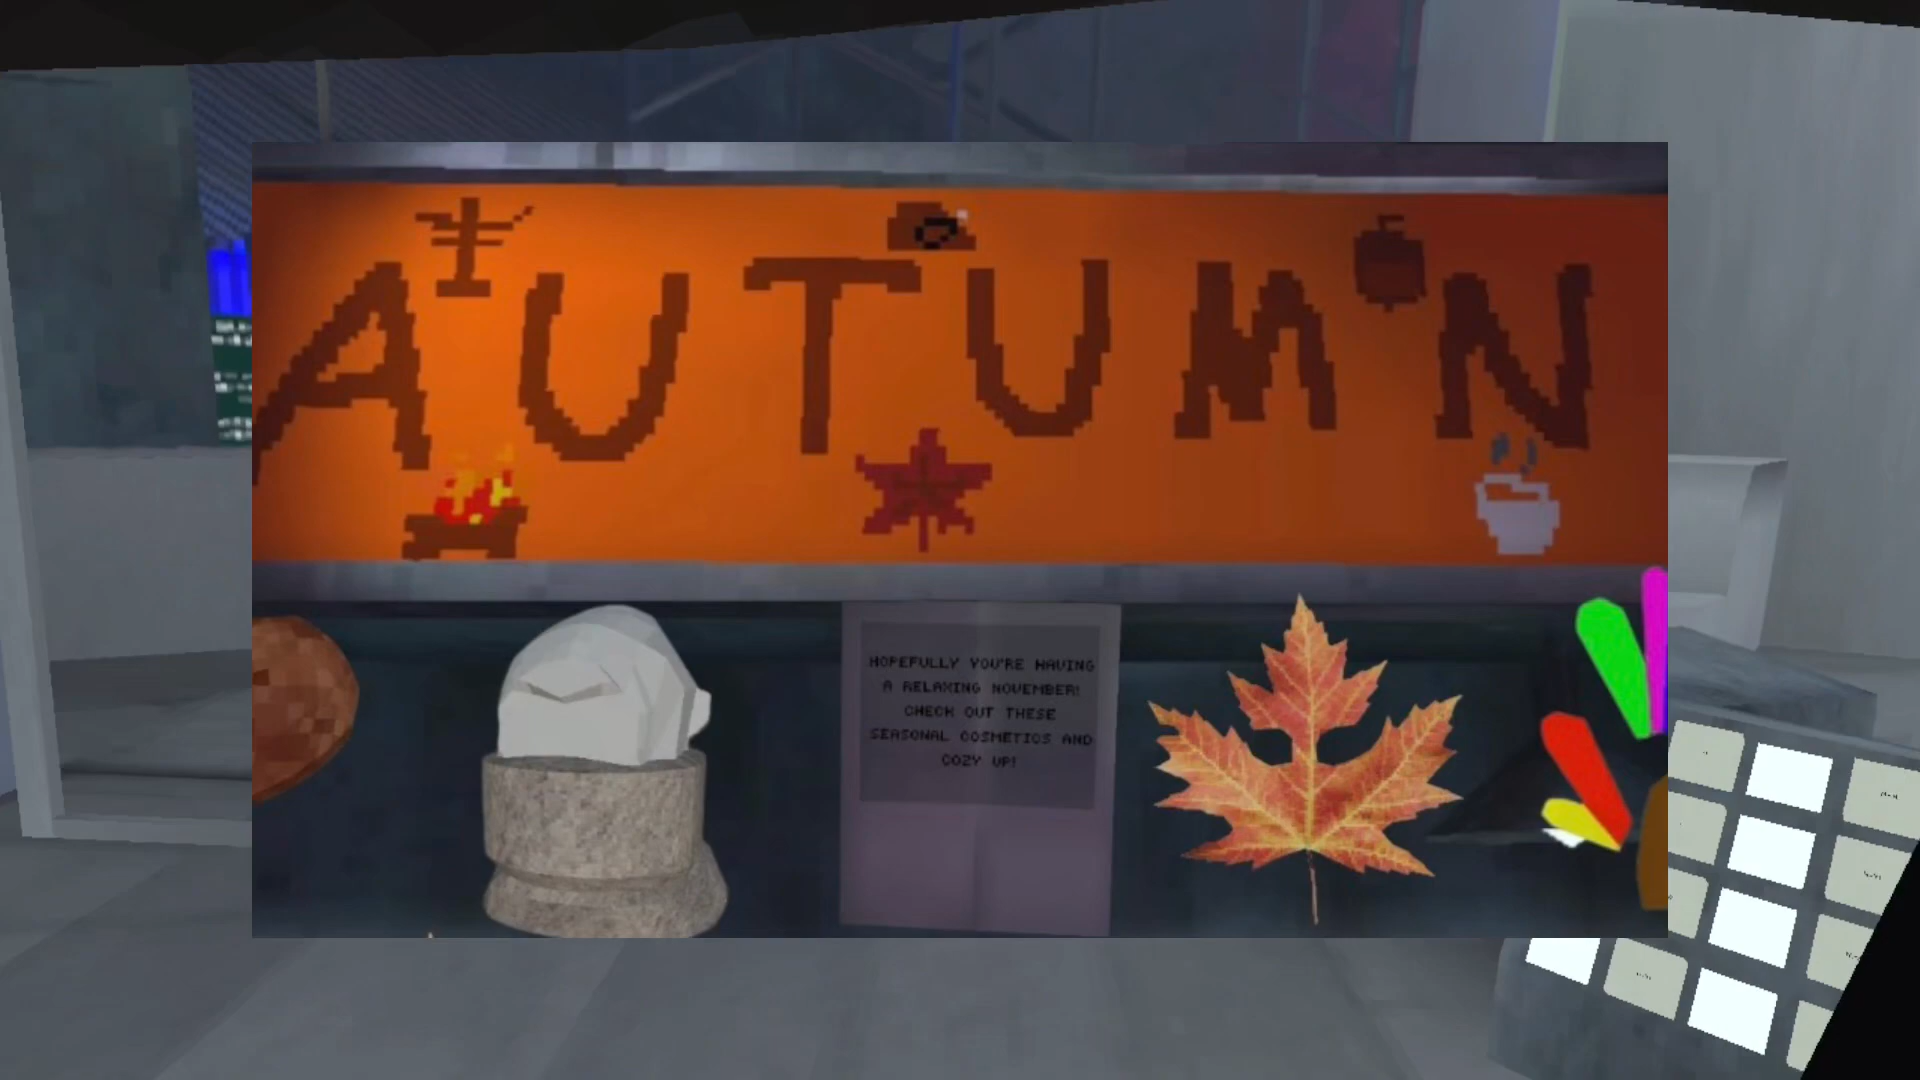 AUTUMN
HOPEFULLY YOU'RE HAVING
A RELAXING NOVEMBER!
CHECK OUT THESE
SEASONAL COSMETICS AND
COZY UP!